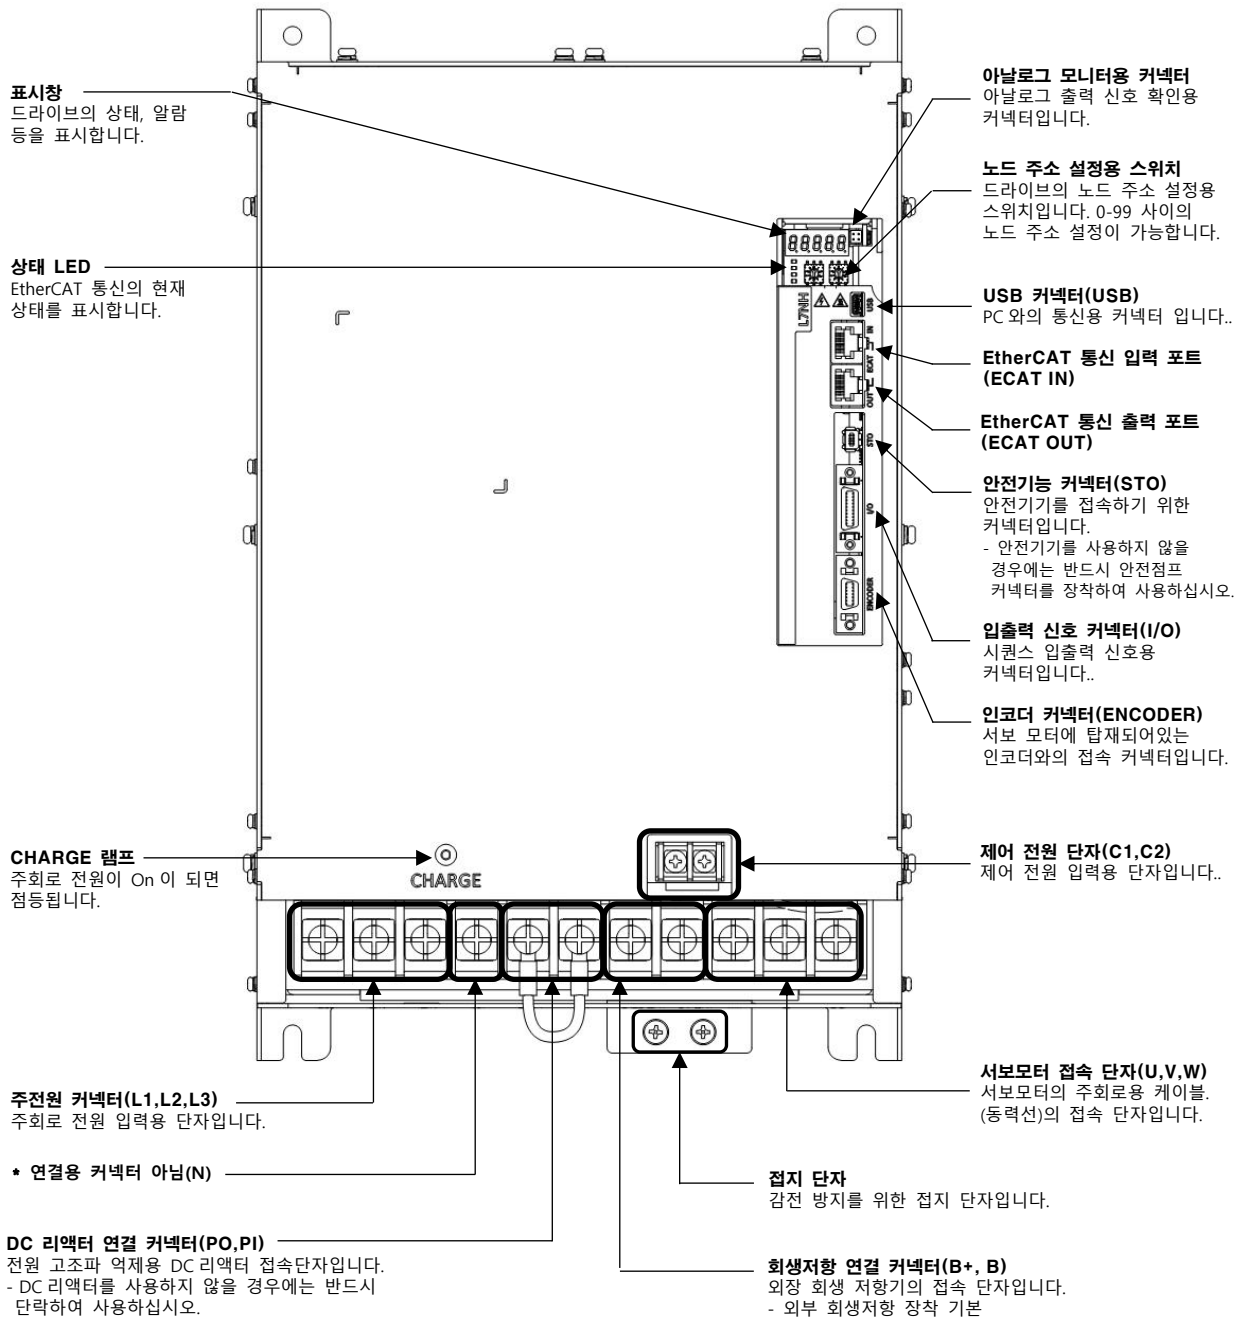 표시창
드라이브의 상태, 알람
등을 표시합니다.
상태 LED
EtherCAT 통신의 현재
상태를 표시합니다.
아날로그 모니터용 커넥터
아날로그 출력 신호 확인용
커넥터입니다.
노드 주소 설정용 스위치
드라이브의 노드 주소 설정용
스위치입니다. 0-99 사이의
노드 주소 설정이 가능합니다.
USB 커넥터(USB)
PC 와의 통신용 커넥터 입니다..
EtherCAT 통신 입력 포트
(ECAT IN)
EtherCAT 통신 출력 포트
(ECAT OUT)
안전기능 커넥터(STO)
안전기기를 접속하기 위한
커넥터입니다.
- 안전기기를 사용하지 않을
경우에는 반드시 안전점프
커넥터를 장착하여 사용하십시오.
입출력 신호 커넥터(I/O)
시퀀스 입출력 신호용
커넥터입니다..
인코더 커넥터(ENCODER)
서보 모터에 탑재되어있는
인코더와의 접속 커넥터입니다.
8.8.8.8.8.
L7NH
USB
IN
ECAT
OUT
STO
I/O
ENCODER
CHARGE 램프
주회로 전원이 On 이 되면
점등됩니다.
CHARGE
제어 전원 단자(C1,C2)
제어 전원 입력용 단자입니다..
주전원 커넥터(L1,L2,L3)
주회로 전원 입력용 단자입니다.
* 연결용 커넥터 아님(N)
DC 리액터 연결 커넥터(PO,PI)
전원 고조파 억제용 DC 리액터 접속단자입니다.
- DC 리액터를 사용하지 않을 경우에는 반드시
단락하여 사용하십시오.
서보모터 접속 단자(U,V,W)
서보모터의 주회로용 케이블.
(동력선)의 접속 단자입니다.
접지 단자
감전 방지를 위한 접지 단자입니다.
회생저항 연결 커넥터(B+, B)
외장 회생 저항기의 접속 단자입니다.
- 외부 회생저항 장착 기본